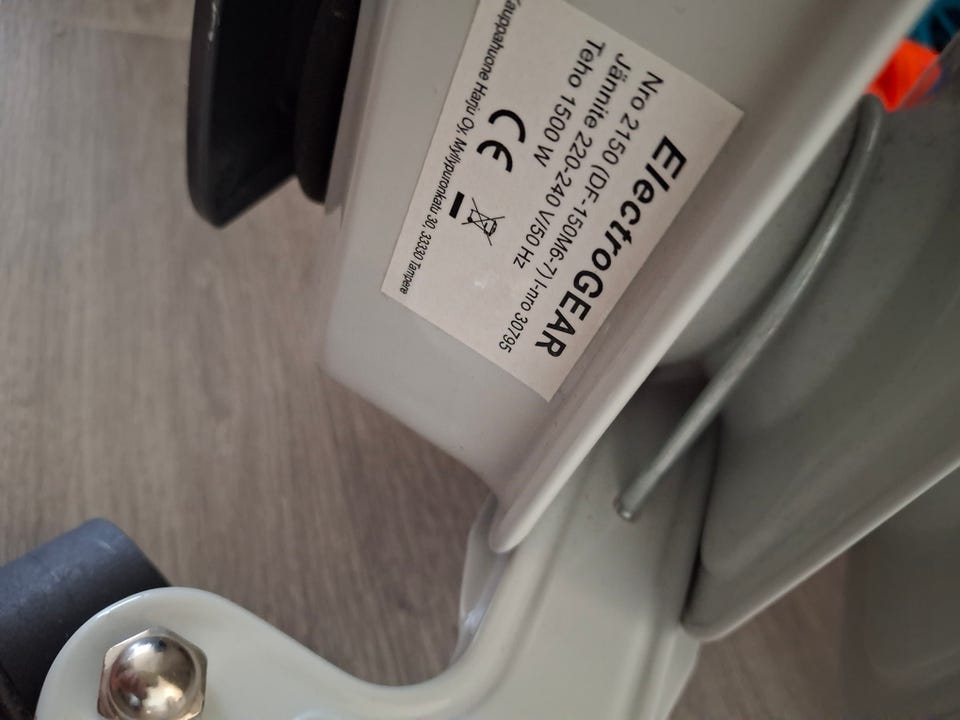 ElectroGEAR
Nro 2150 (DF-150M6-7) I-nro 30795
Jännite 220-240 V/50 Hz
Teho 1500 W
CE
Kauppahuone Harju Oy, Myllypuronkatu 30, 33330 Tampere